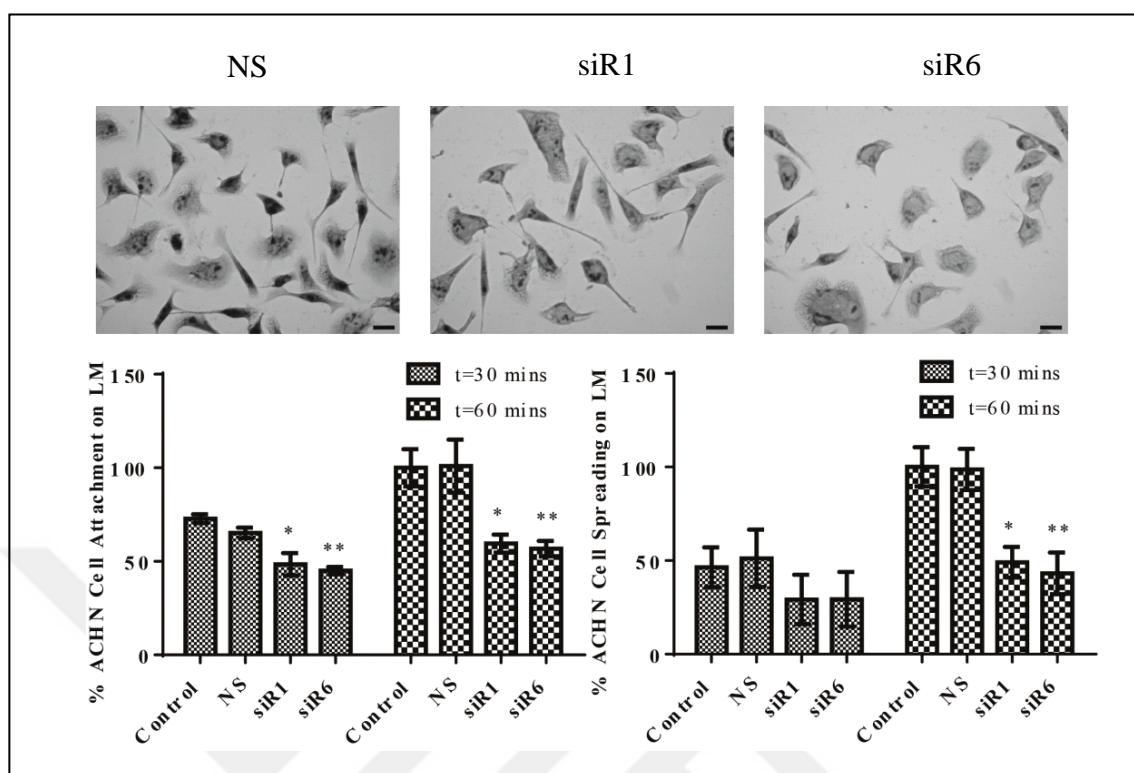 NS siR1 siR6
% ACHN Cell Attachment on LM
150
100
50
0
t=30 mins
t=60 mins
* ** * **
Control NS siR1 siR6 Control NS siR1 siR6
% ACHN Cell Spreading on LM
150
100
50
0
t=30 mins
t=60 mins
* **
Control NS siR1 siR6 Control NS siR1 siR6